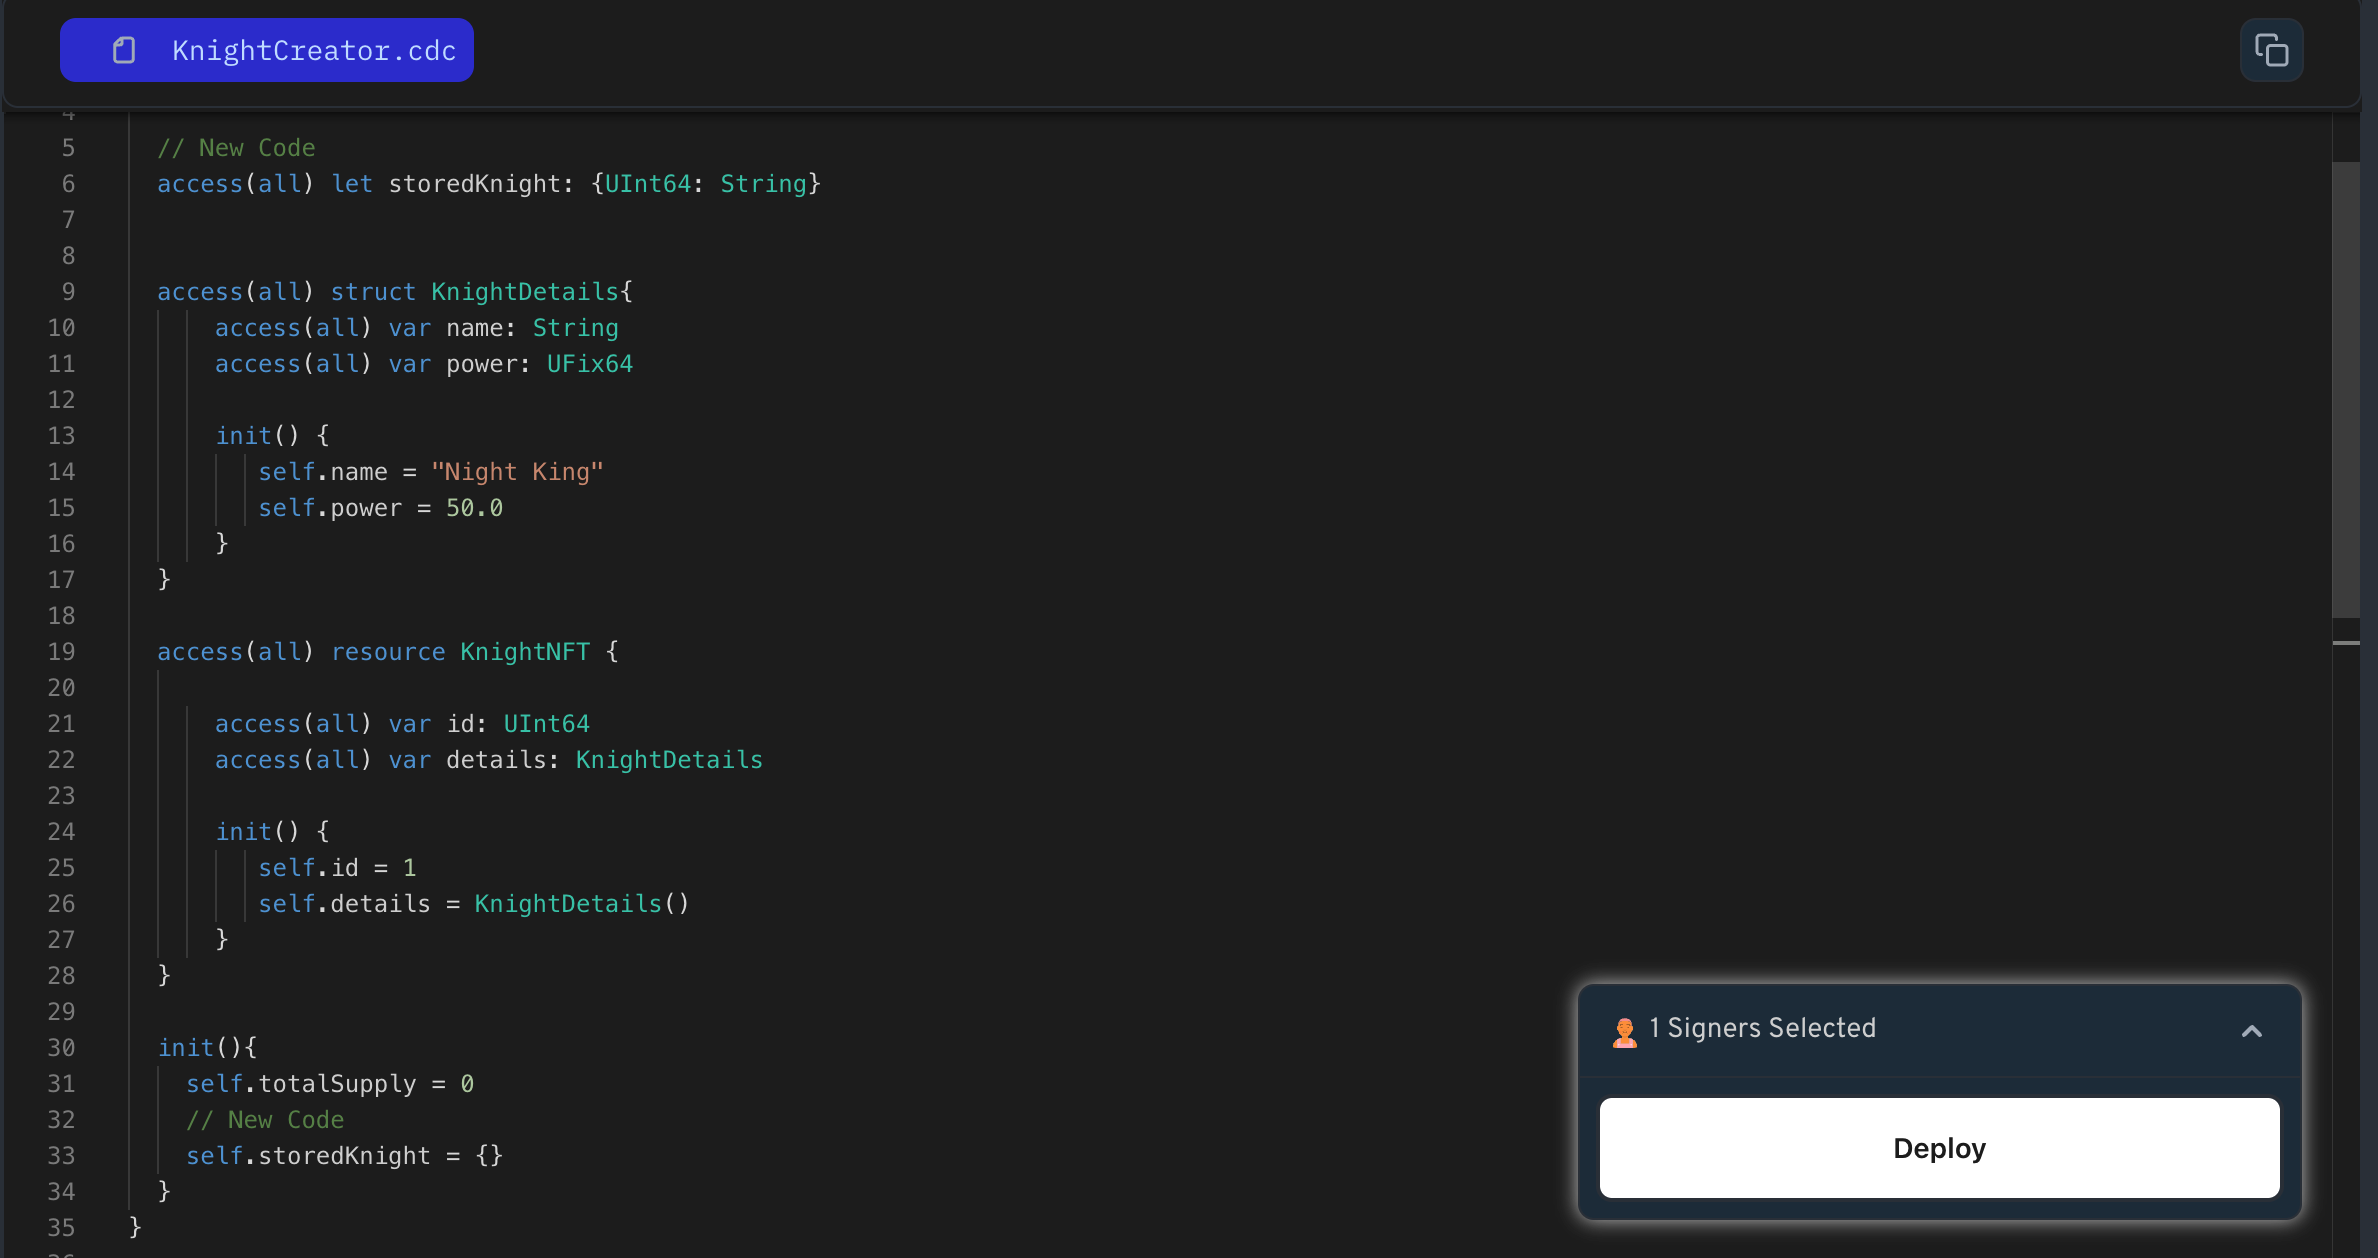 KnightCreator.cdc
4
5 // New Code
6 access(all) let storedKnight: {UInt64: String}
7
8
9 access(all) struct KnightDetails{
10 access(all) var name: String
11 access(all) var power: UFix64
12
13 init() {
14 self.name = "Night King"
15 self.power = 50.0
16 }
17 }
18
19 access(all) resource KnightNFT {
20
21 access(all) var id: UInt64
22 access(all) var details: KnightDetails
23
24 init() {
25 self.id = 1
26 self.details = KnightDetails()
27 }
28 }
29
30 init(){
31 self.totalSupply = 0
32 // New Code
33 self.storedKnight = {}
34 }
35 }
1 Signers Selected
Deploy